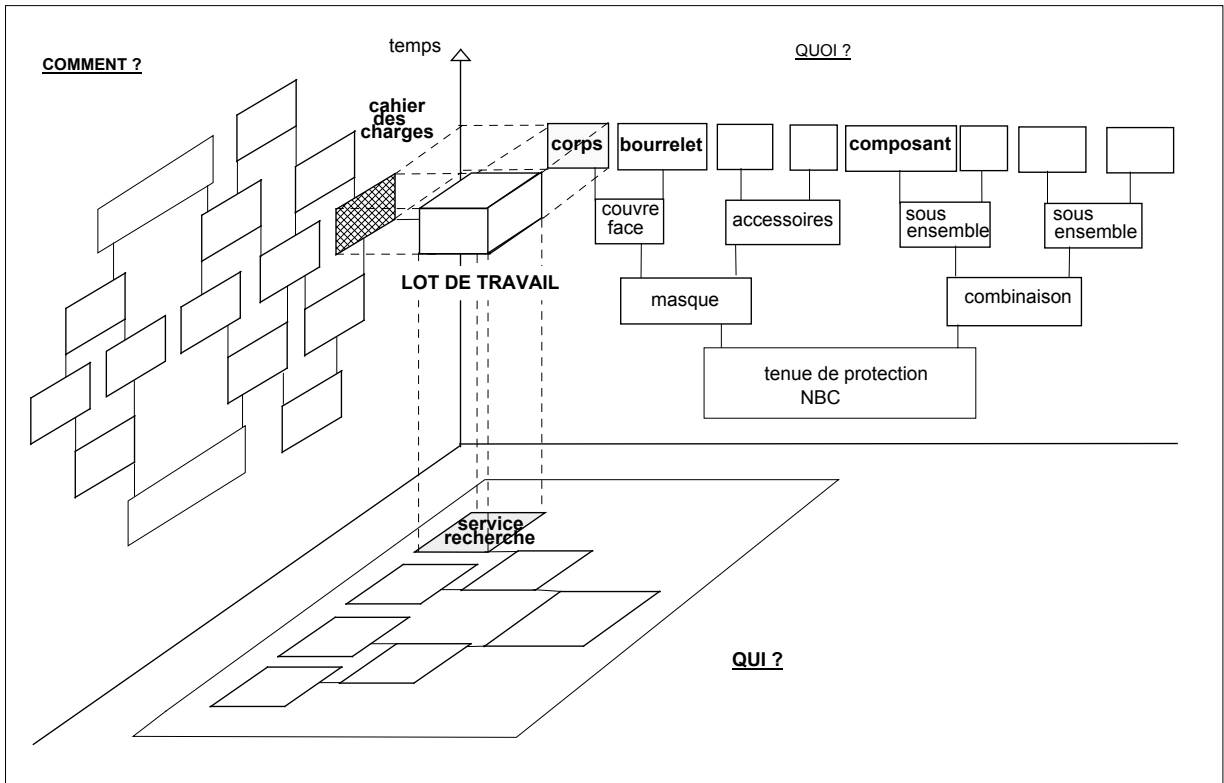 COMMENT ?
temps
QUOI ?
cahier
des
charges
corps
bourrelet
composant
couvre
face
accessoires
sous
ensemble
sous
ensemble
LOT DE TRAVAIL
masque
combinaison
tenue de protection
NBC
service
recherche
QUI ?